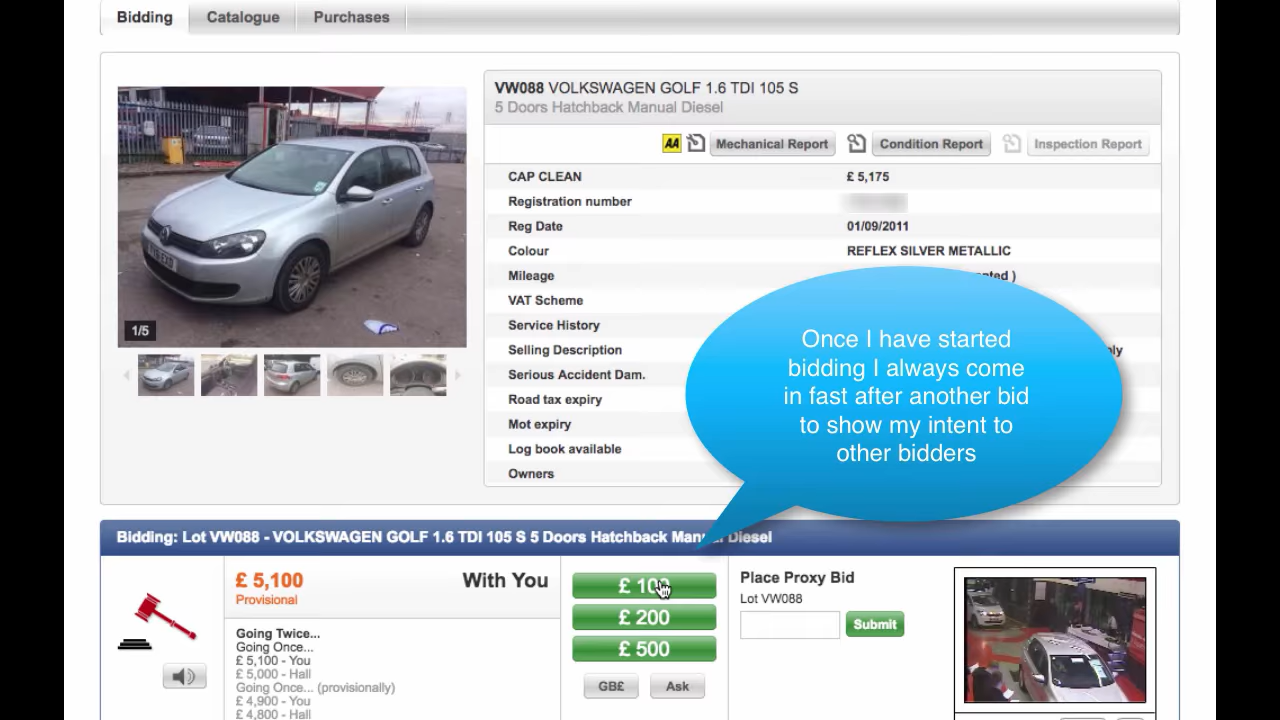 Bidding Catalogue Purchases
VW088 VOLKSWAGEN GOLF 1.6 TDI 105 S
5 Doors Hatchback Manual Diesel
AA Mechanical Report Condition Report Inspection Report
CAP CLEAN £ 5,175
Registration number
Reg Date 01/09/2011
Colour REFLEX SILVER METALLIC
Mileage
VAT Scheme
Service History
Selling Description
Serious Accident Dam.
Road tax expiry
Mot expiry
Log book available
Owners
1/5
Once I have started
bidding I always come
in fast after another bid
to show my intent to
other bidders
Bidding: Lot VW088 - VOLKSWAGEN GOLF 1.6 TDI 105 S 5 Doors Hatchback Manual Diesel
£ 5,100 With You
Provisional
Going Twice...
Going Once...
£ 5,100 - You
£ 5,000 - Hall
Going Once... (provisionally)
£ 4,900 - You
£ 4,800 - Hall
£ 100
£ 200
£ 500
GB£ Ask
Place Proxy Bid
Lot VW088
Submit